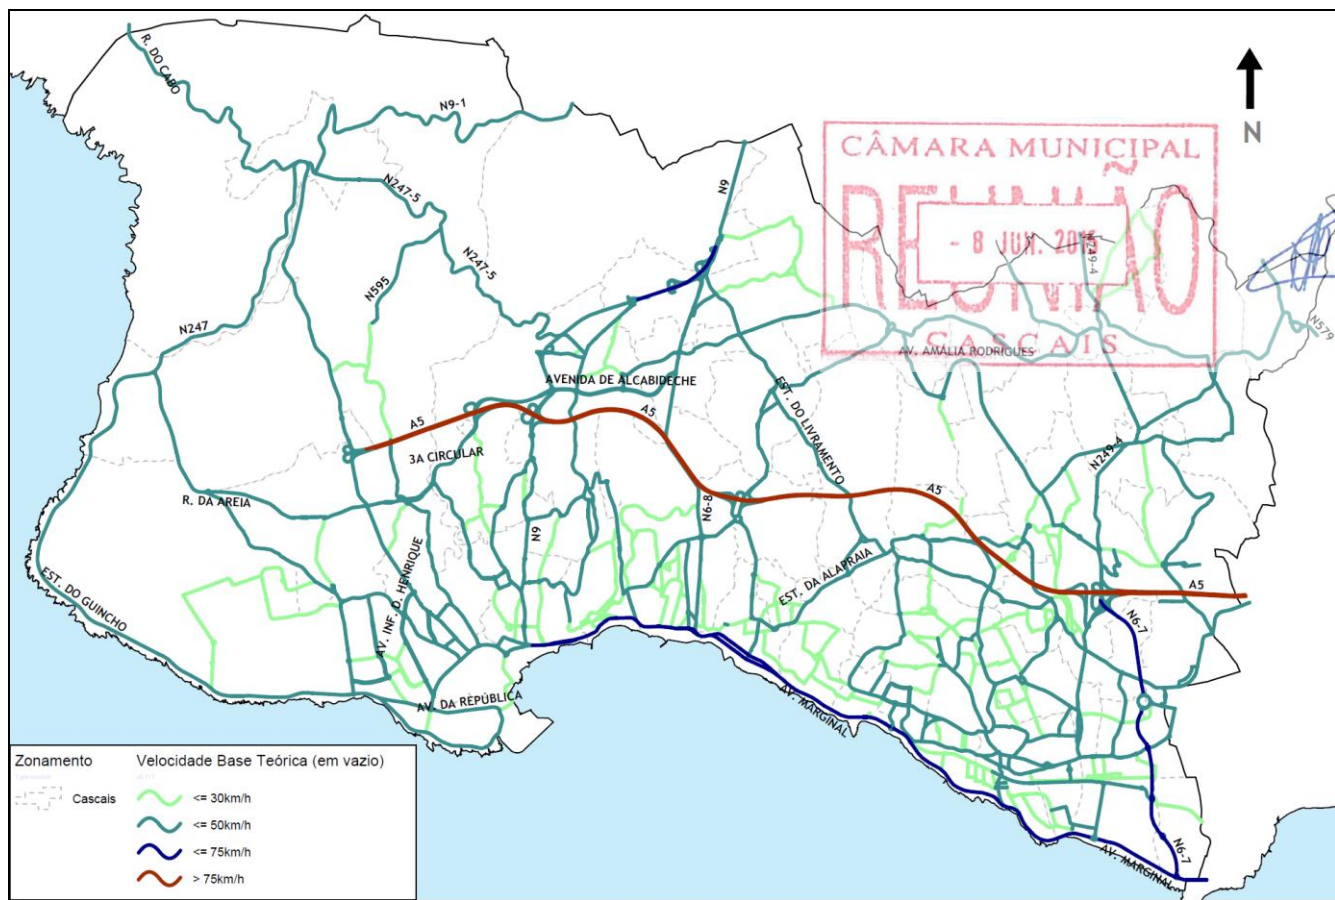 R. DO CABO
N9-1
N
CÂMARA MUNICIPAL
REUNIÃO
- 8 JUN. 2015
CASCAIS
N9
N247-5
N249-4
N247-5
N595
N579
N247
AV. AMÁLIA RODRIGUES
AVENIDA DE ALCABIDECHE
EST. DO LIVRAMENTO
A5
A5
3A CIRCULAR
N249-4
R. DA AREIA
N6-8
A5
N9
AV. INF. D. HENRIQUE
EST. DA ALAPRAIA
EST. DO GUINCHO
A5
N6-7
AV. DA REPÚBLICA
AV. MARGINAL
N6-7
AV. MARGINAL
Zonamento
Cascais
Velocidade Base Teórica (em vazio)
<= 30km/h
<= 50km/h
<= 75km/h
> 75km/h